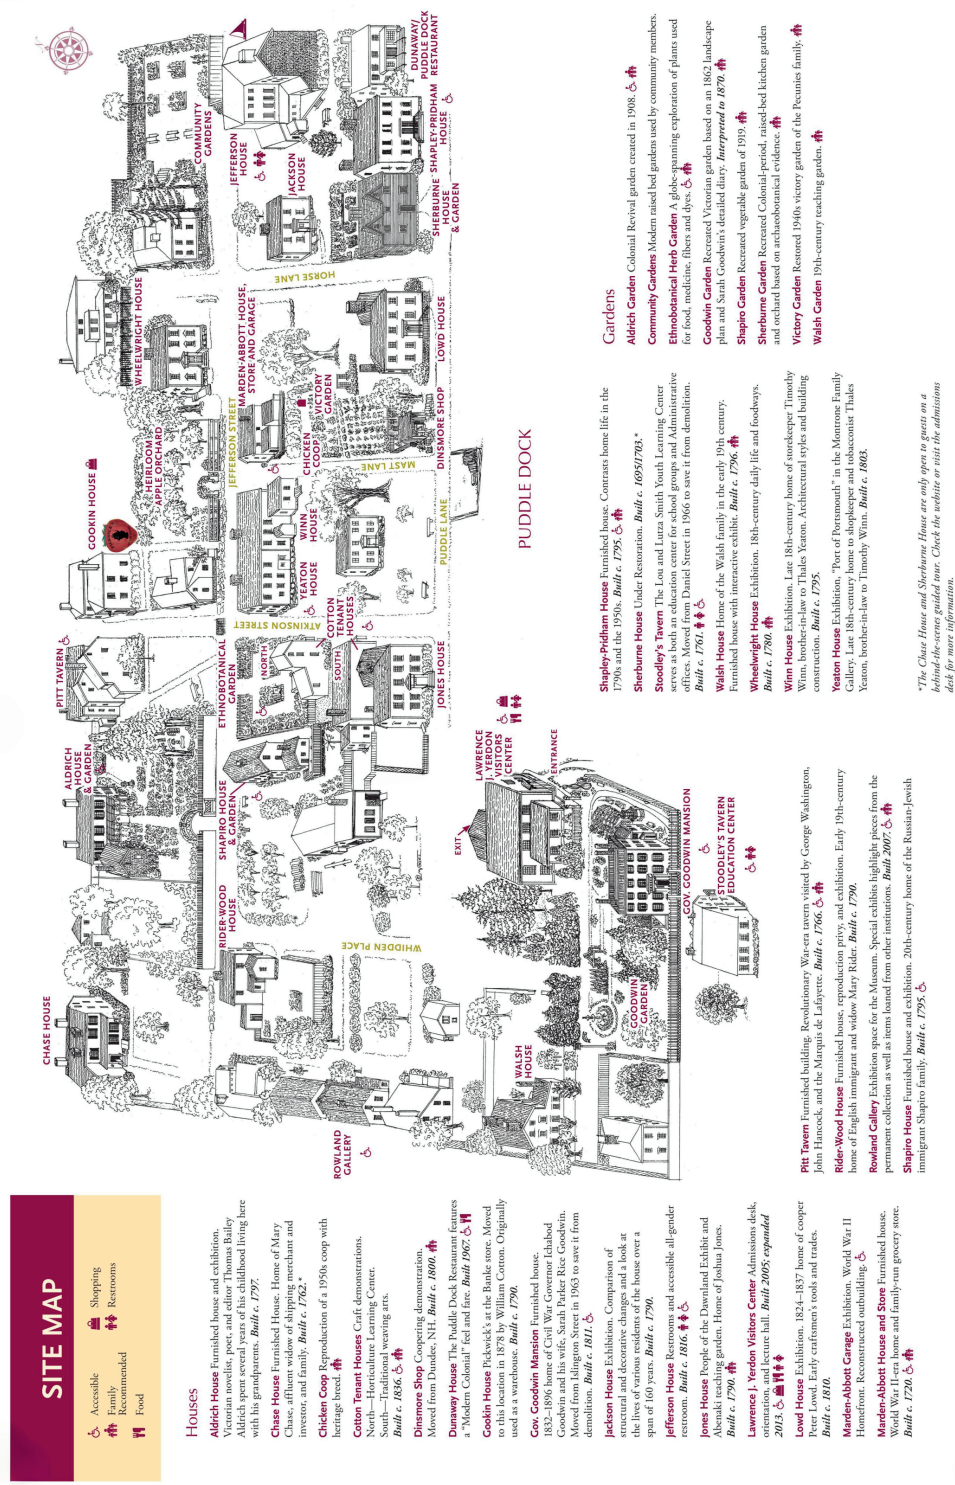 SITE MAP
Accessible
Family
Recommended
Food
Shopping
Restrooms
Houses
Aldrich House Furnished house and exhibition.
Victorian novelist, poet, and editor Thomas Bailey
Aldrich spent several years of his childhood living here
with his grandparents. Built c. 1797.
Chase House Furnished House. Home of Mary
Chase, affluent widow of shipping merchant and
investor, and family. Built c. 1762.*
Chicken Coop Reproduction of a 1950s coop with
heritage breed.
Cotton Tenant Houses Craft demonstrations.
North—Horticulture Learning Center.
South—Traditional weaving arts.
Built c. 1836.
Dinsmore Shop Coopering demonstration.
Moved from Dundee, NH. Built c. 1800.
Dunaway House The Puddle Dock Restaurant features
a "Modern Colonial" feel and fare. Built 1967.
Gookin House Pickwick's at the Banke store. Moved
to this location in 1878 by William Cotton. Originally
used as a warehouse. Built c. 1790.
Gov. Goodwin Mansion Furnished house.
1832–1896 home of Civil War Governor Ichabod
Goodwin and his wife, Sarah Parker Rice Goodwin.
Moved from Islington Street in 1963 to save it from
demolition. Built c. 1811.
Jackson House Exhibition. Comparison of
structural and decorative changes and a look at
the lives of various residents of the house over a
span of 160 years. Built c. 1790.
Jefferson House Restrooms and accessible all-gender
restroom. Built c. 1816.
Jones House People of the Dawnland Exhibit and
Abenaki teaching garden. Home of Joshua Jones.
Built c. 1790.
Lawrence J. Yerdon Visitors Center Admissions desk,
orientation, and lecture hall. Built 2005; expanded
2013.
Lowd House Exhibition. 1824–1837 home of cooper
Peter Lowd. Early craftsmen's tools and trades.
Built c. 1810.
Marden-Abbott Garage Exhibition. World War II
Homefront. Reconstructed outbuilding.
Marden-Abbott House and Store Furnished house.
World War II-era home and family-run grocery store.
Built c. 1720.
Pitt Tavern Furnished building. Revolutionary War-era tavern visited by George Washington,
John Hancock, and the Marquis de Lafayette. Built c. 1766.
Rider-Wood House Furnished house, reproduction privy, and exhibition. Early 19th-century
home of English immigrant and widow Mary Rider. Built c. 1790.
Rowland Gallery Exhibition space for the Museum. Special exhibits highlight pieces from the
permanent collection as well as items loaned from other institutions. Built 2007.
Shapiro House Furnished house and exhibition. 20th-century home of the Russian-Jewish
immigrant Shapiro family. Built c. 1795.
Shapley-Pridham House Furnished house. Contrasts home life in the
1790s and the 1950s. Built c. 1795.
Sherburne House Under Restoration. Built c. 1695/1703.*
Stoodley's Tavern The Lou and Lutza Smith Youth Learning Center
serves as both an education center for school groups and Administrative
offices. Moved from Daniel Street in 1966 to save it from demolition.
Built c. 1761.
Walsh House Home of the Walsh family in the early 19th century.
Furnished house with interactive exhibit. Built c. 1796.
Wheelwright House Exhibition. 18th-century daily life and foodways.
Built c. 1780.
Winn House Exhibition. Late 18th-century home of storekeeper Timothy
Winn, brother-in-law to Thales Yeaton. Architectural styles and building
construction. Built c. 1795.
Yeaton House Exhibition, "Port of Portsmouth" in the Montrone Family
Gallery. Late 18th-century home to shopkeeper and tobacconist Thales
Yeaton, brother-in-law to Timothy Winn. Built c. 1803.
*The Chase House and Sherburne House are only open to guests on a
behind-the-scenes guided tour. Check the website or visit the admissions
desk for more information.
Gardens
Aldrich Garden Colonial Revival garden created in 1908.
Community Gardens Modern raised bed gardens used by community members.
Ethnobotanical Herb Garden A globe-spanning exploration of plants used
for food, medicine, fibers and dyes.
Goodwin Garden Recreated Victorian garden based on an 1862 landscape
plan and Sarah Goodwin's detailed diary. Interpreted to 1870.
Shapiro Garden Recreated vegetable garden of 1919.
Sherburne Garden Recreated Colonial-period, raised-bed kitchen garden
and orchard based on archaeobotanical evidence.
Victory Garden Restored 1940s victory garden of the Pecunies family.
Walsh Garden 19th-century teaching garden.
CHASE HOUSE
ALDRICH
HOUSE
& GARDEN
PITT TAVERN
GOOKIN HOUSE
HEIRLOOM
APPLE ORCHARD
WHEELWRIGHT HOUSE
COMMUNITY
GARDENS
JEFFERSON
HOUSE
JACKSON
HOUSE
DUNAWAY/
PUDDLE DOCK
RESTAURANT
SHAPLEY-PRIDHAM
HOUSE
SHERBURNE
HOUSE
& GARDEN
HORSE LANE
MARDEN-ABBOTT HOUSE,
STORE AND GARAGE
JEFFERSON STREET
CHICKEN
COOP
VICTORY
GARDEN
LOWD HOUSE
DINSMORE SHOP
MAST LANE
PUDDLE LANE
WINN
HOUSE
YEATON
HOUSE
ATKINSON STREET
COTTON
TENANT
HOUSES
NORTH
SOUTH
ETHNOBOTANICAL
GARDEN
JONES HOUSE
SHAPIRO HOUSE
& GARDEN
RIDER-WOOD
HOUSE
WHIDDEN PLACE
ROWLAND
GALLERY
WALSH
HOUSE
GOODWIN
GARDEN
GOV. GOODWIN MANSION
STOODLEY'S TAVERN
EDUCATION CENTER
LAWRENCE
J. YERDON
VISITORS
CENTER
EXIT
ENTRANCE
PUDDLE DOCK